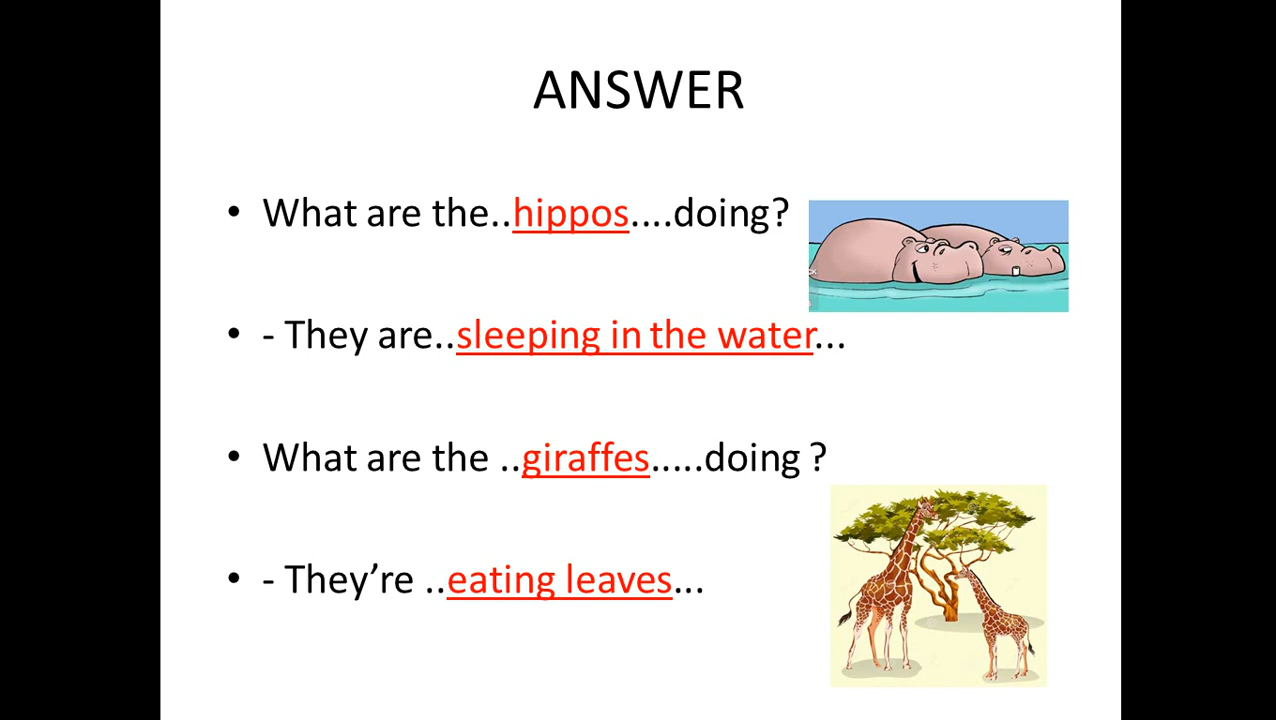 ANSWER
• What are the..hippos....doing?
• - They are..sleeping in the water...
• What are the ..giraffes.....doing ?
• - They’re ..eating leaves...